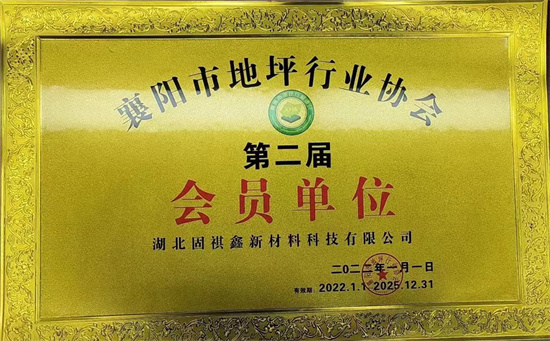 襄阳市地坪行业协会
第二届
会员单位
湖北固祺鑫新材料科技有限公司
二〇二二年一月一日
有效期：2022.1.1-2025.12.31